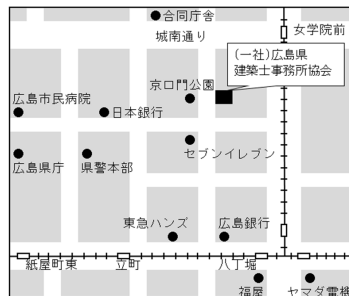 合同庁舎
城南通り
女学院前
(一社)広島県
建築士事務所協会
京口門公園
広島市民病院
日本銀行
セブンイレブン
広島県庁
県警本部
東急ハンズ
広島銀行
紙屋町東
立町
八丁堀
福屋
ヤマダ電機